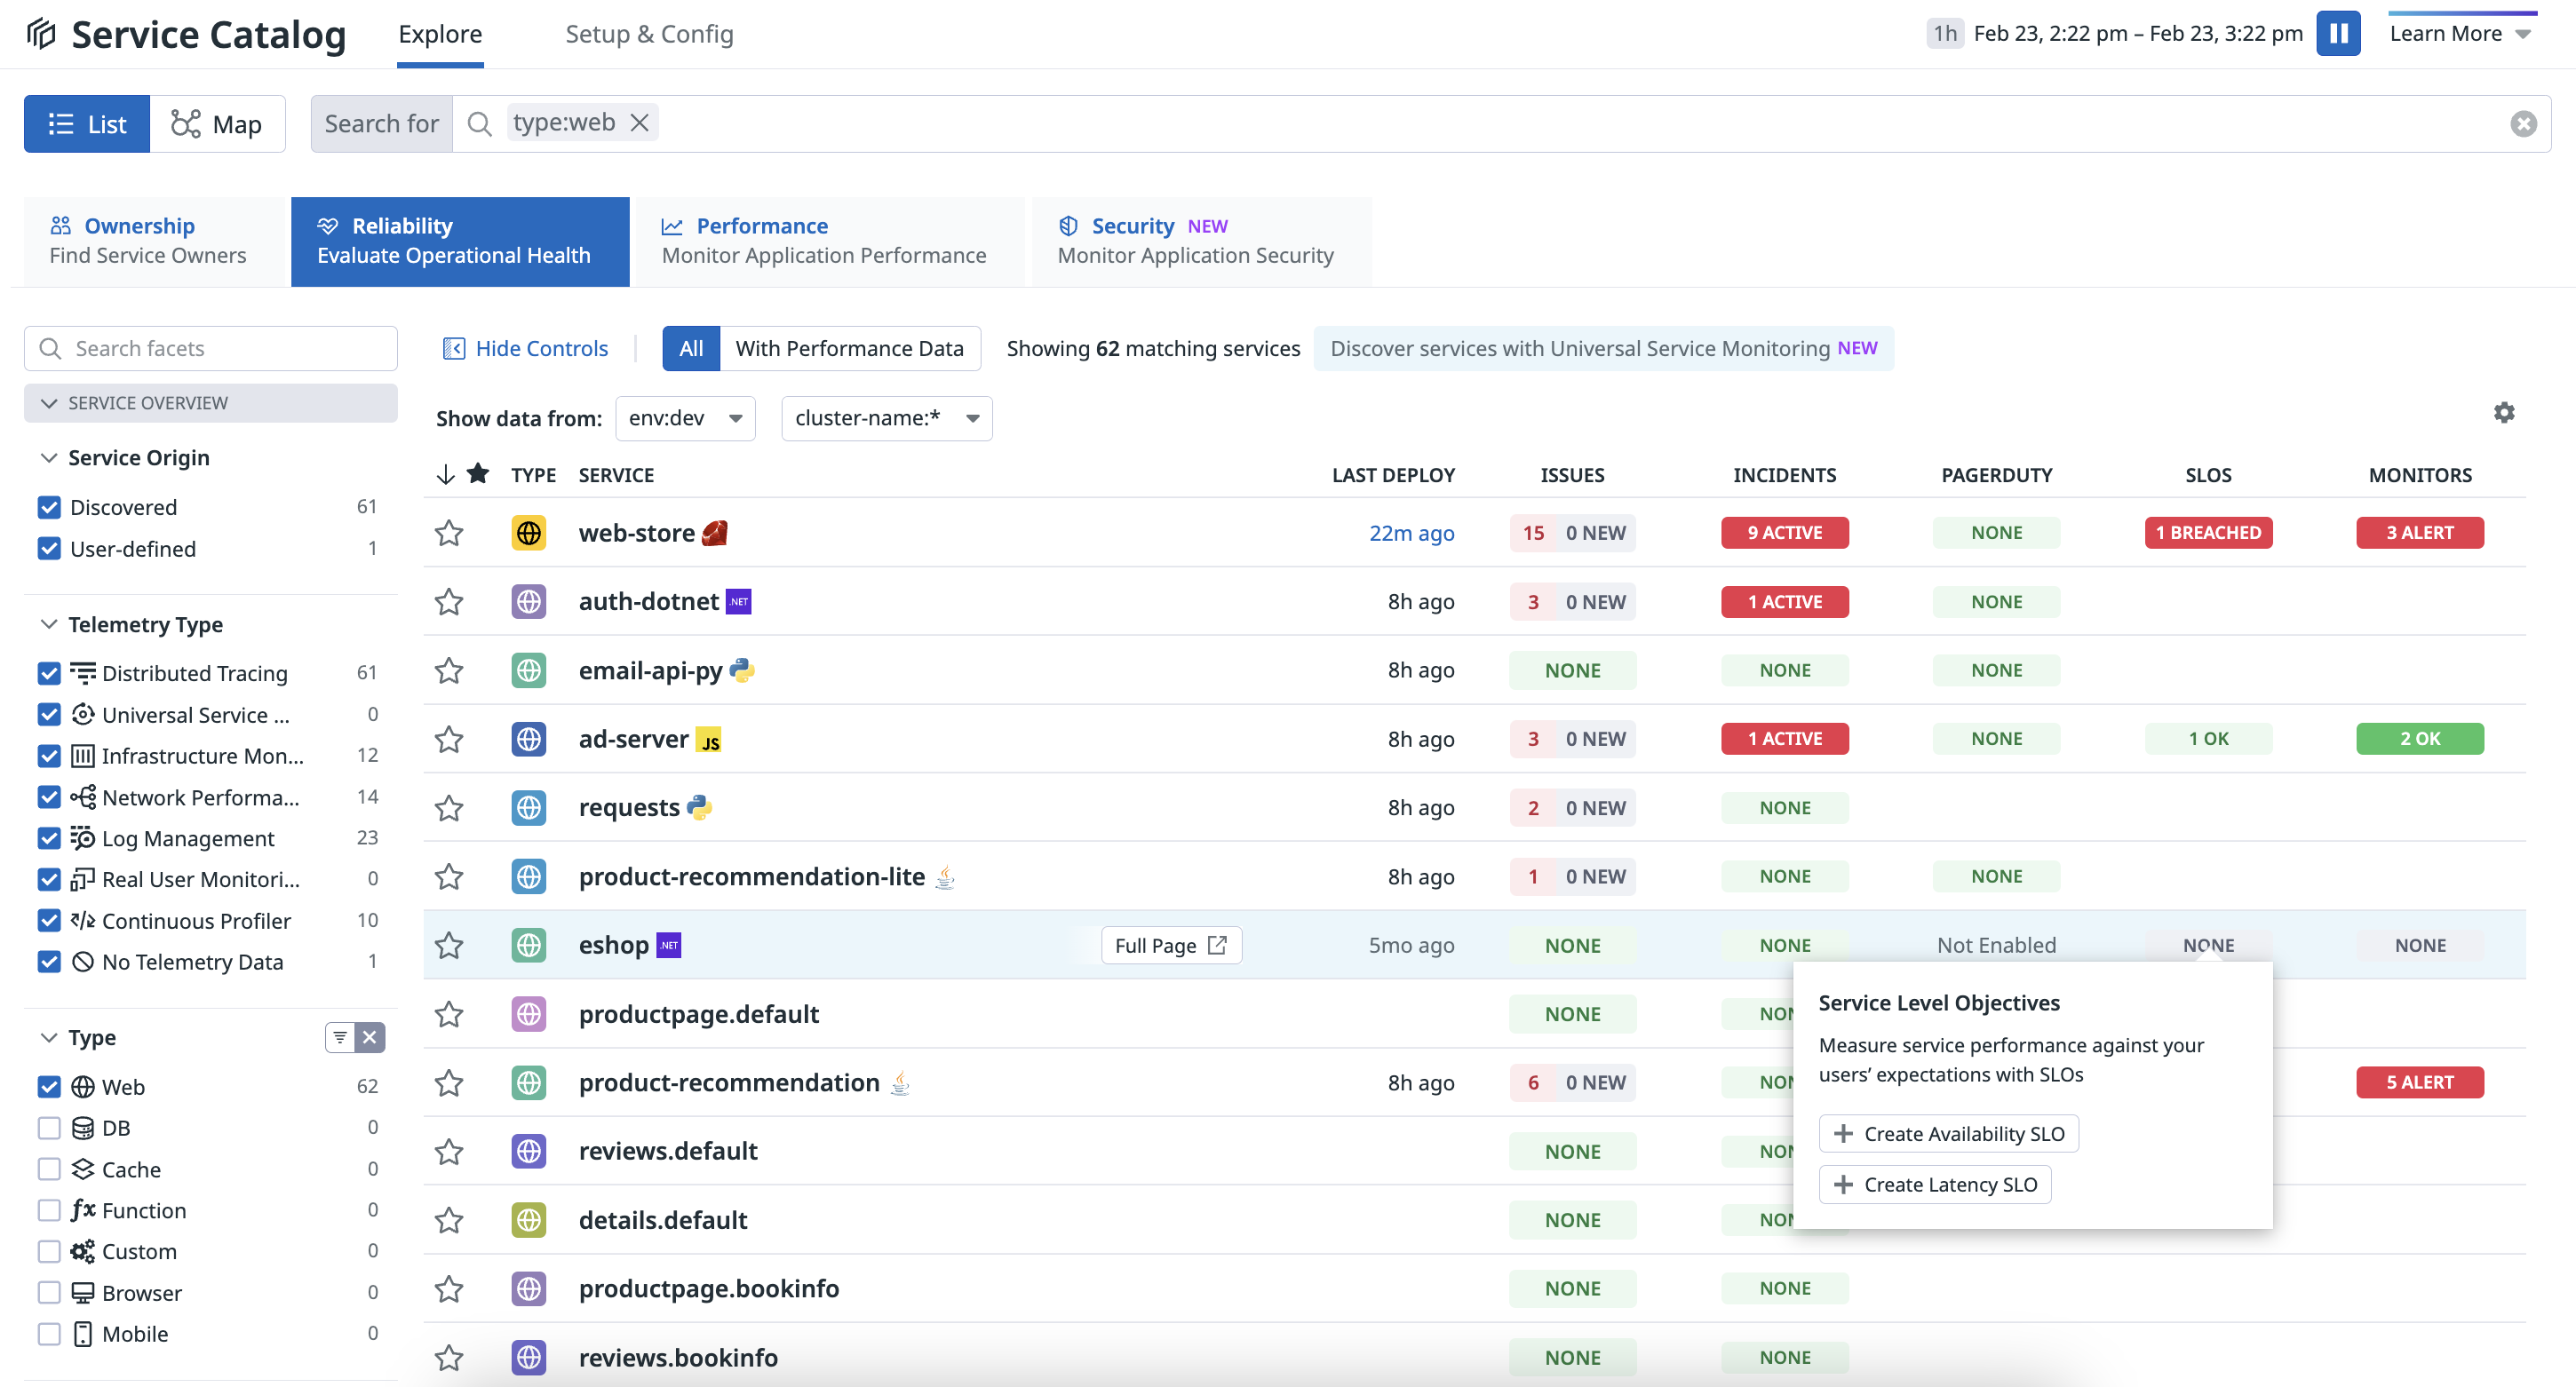 Service Catalog Explore Setup & Config 1h Feb 23, 2:22 pm – Feb 23, 3:22 pm Learn More
List Map Search for type:web
Ownership
Find Service Owners
Reliability
Evaluate Operational Health
Performance
Monitor Application Performance
Security NEW
Monitor Application Security
Search facets
SERVICE OVERVIEW
Service Origin
Discovered 61
User-defined 1
Telemetry Type
Distributed Tracing 61
Universal Service ... 0
Infrastructure Mon... 12
Network Performa... 14
Log Management 23
Real User Monitori... 0
Continuous Profiler 10
No Telemetry Data 1
Type
Web 62
DB 0
Cache 0
Function 0
Custom 0
Browser 0
Mobile 0
Hide Controls All With Performance Data Showing 62 matching services Discover services with Universal Service Monitoring NEW
Show data from: env:dev cluster-name:*
TYPE SERVICE LAST DEPLOY ISSUES INCIDENTS PAGERDUTY SLOS MONITORS
web-store 22m ago 15 0 NEW 9 ACTIVE NONE 1 BREACHED 3 ALERT
auth-dotnet .NET 8h ago 3 0 NEW 1 ACTIVE NONE
email-api-py 8h ago NONE NONE NONE
ad-server JS 8h ago 3 0 NEW 1 ACTIVE NONE 1 OK 2 OK
requests 8h ago 2 0 NEW NONE
product-recommendation-lite 8h ago 1 0 NEW NONE NONE
eshop .NET Full Page 5mo ago NONE NONE Not Enabled NONE NONE
productpage.default NONE
product-recommendation 8h ago 6 0 NEW 5 ALERT
reviews.default NONE
details.default NONE
productpage.bookinfo NONE NONE
reviews.bookinfo NONE NONE
Service Level Objectives
Measure service performance against your
users’ expectations with SLOs
Create Availability SLO
Create Latency SLO